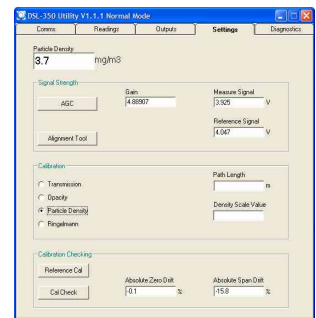 DSL-350 Utility V1.1.1 Normal Mode
Comms Readings Outputs Settings Diagnostics
Particle Density
3.7 mg/m3
Signal Strength
Gain Measure Signal
AGC 4.88907 3.925 V
Reference Signal
Alignment Tool 4.047 V
Calibration
Path Length
Transmission m
Opacity
Density Scale Value
Particle Density
Ringelmann
Calibration Checking
Reference Cal
Absolute Zero Drift Absolute Span Drift
Cal Check -0.1 % -15.8 %